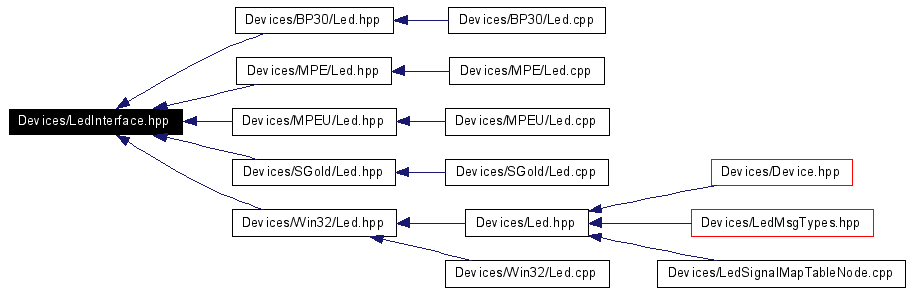 Devices/BP30/Led.hpp
Devices/BP30/Led.cpp
Devices/MPE/Led.hpp
Devices/MPE/Led.cpp
Devices/LedInterface.hpp
Devices/MPEU/Led.hpp
Devices/MPEU/Led.cpp
Devices/SGold/Led.hpp
Devices/SGold/Led.cpp
Devices/Device.hpp
Devices/Win32/Led.hpp
Devices/Led.hpp
Devices/LedMsgTypes.hpp
Devices/Win32/Led.cpp
Devices/LedSignalMapTableNode.cpp